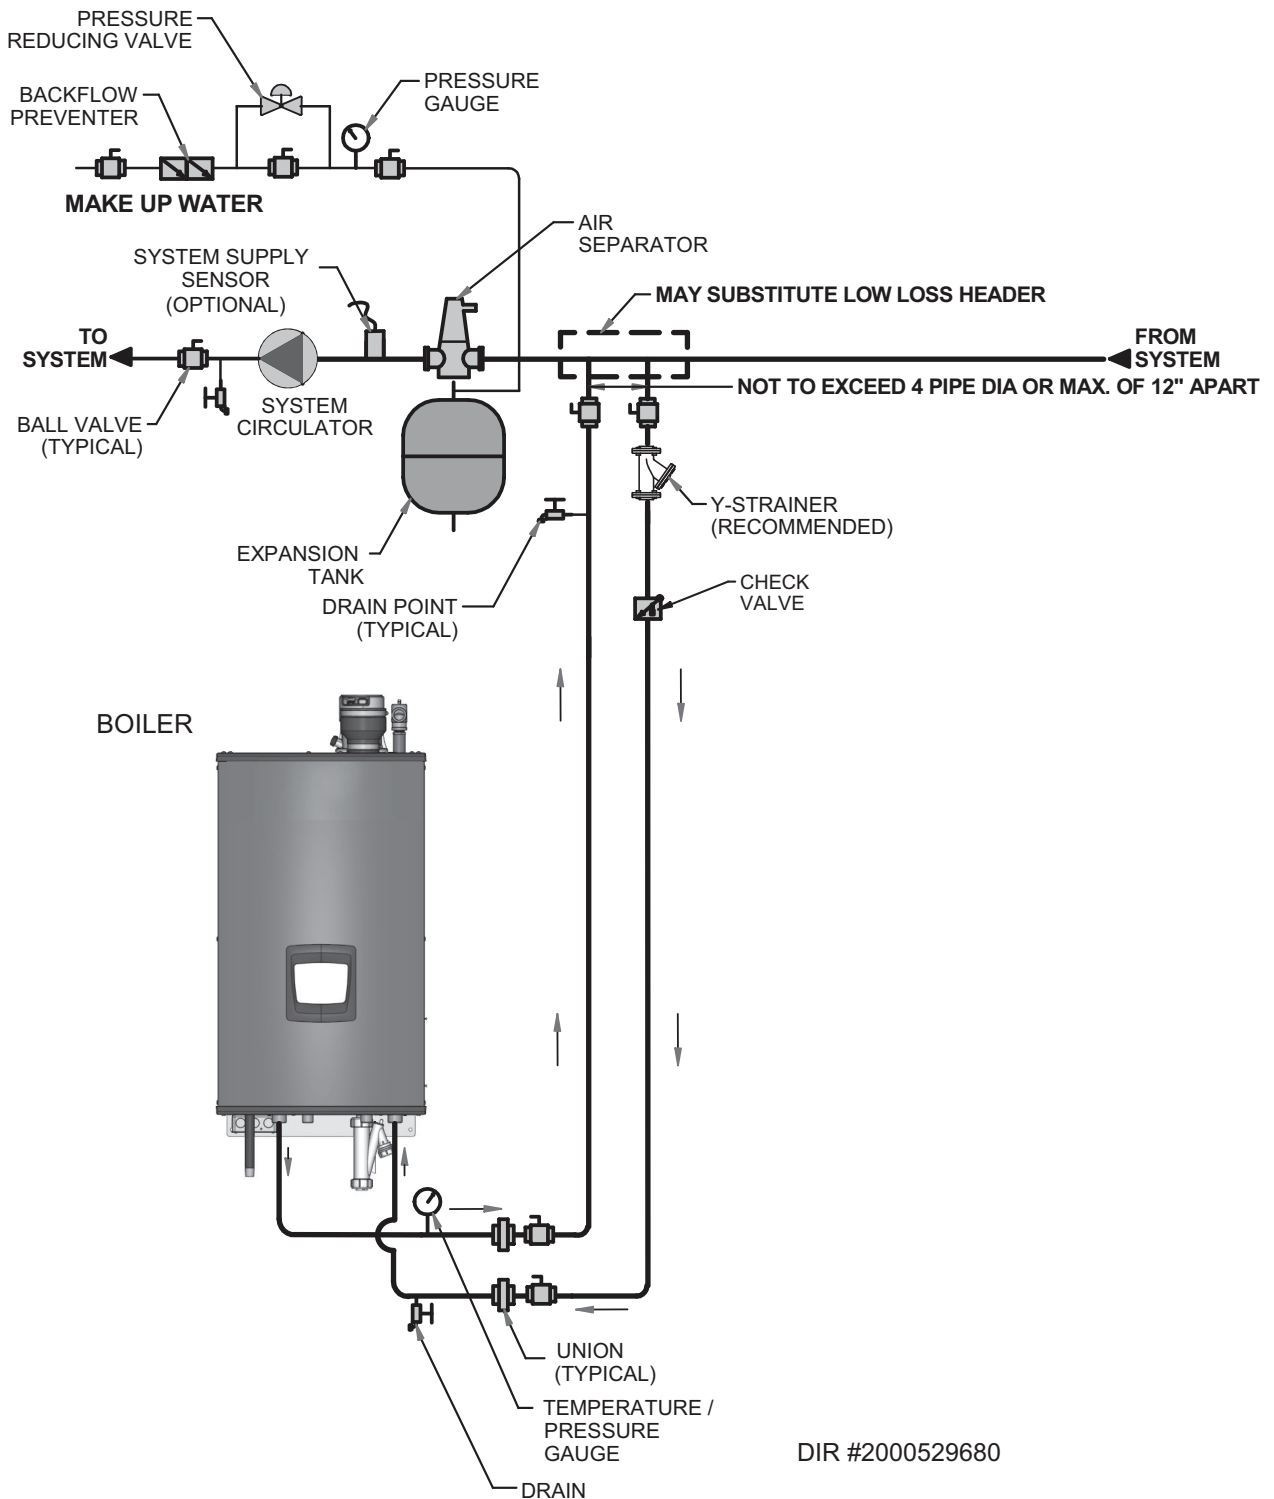 PRESSURE
REDUCING VALVE
BACKFLOW
PREVENTER
PRESSURE
GAUGE
MAKE UP WATER
AIR
SEPARATOR
SYSTEM SUPPLY
SENSOR
(OPTIONAL)
MAY SUBSTITUTE LOW LOSS HEADER
TO
SYSTEM
FROM
SYSTEM
NOT TO EXCEED 4 PIPE DIA OR MAX. OF 12" APART
SYSTEM
CIRCULATOR
BALL VALVE
(TYPICAL)
Y-STRAINER
(RECOMMENDED)
EXPANSION
TANK
DRAIN POINT
(TYPICAL)
CHECK
VALVE
BOILER
UNION
(TYPICAL)
TEMPERATURE /
PRESSURE
GAUGE
DRAIN
DIR #2000529680